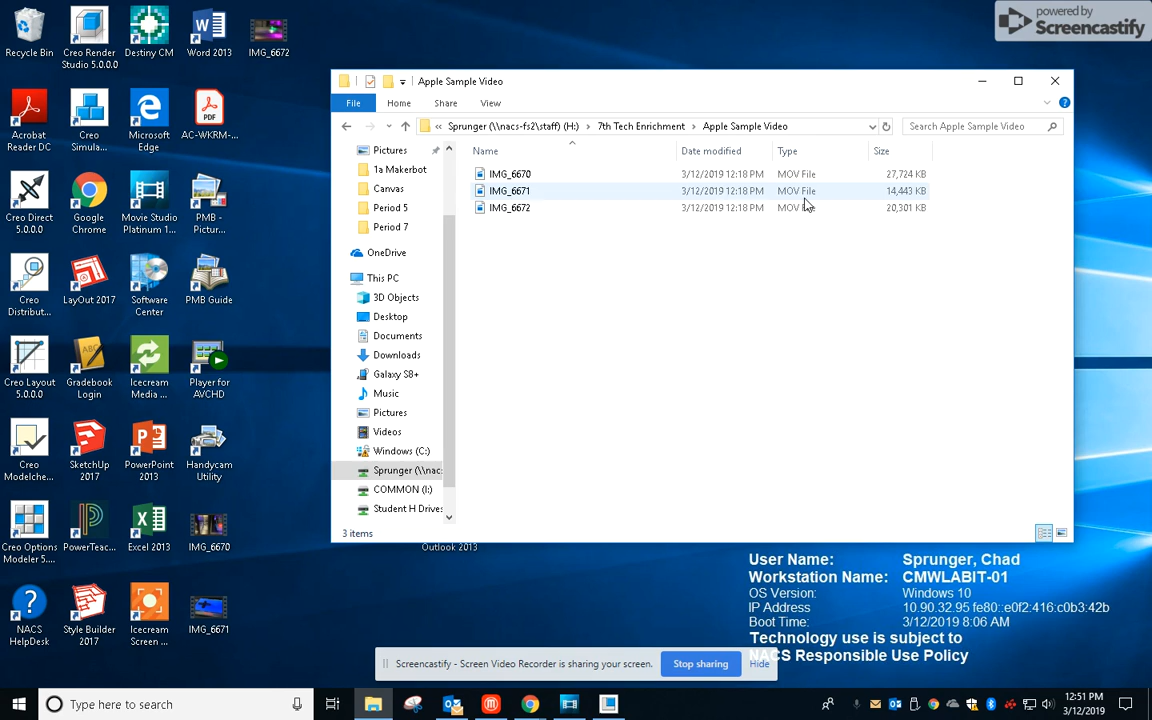 Recycle Bin
Creo Render
Studio 5.0.0.0
Destiny CM
Word 2013
IMG_6672
powered by
Screencastify
Acrobat
Reader DC
Creo
Simula...
Microsoft
Edge
PDF
AC-WKRM-...
Creo Direct
5.0.0.0
Google
Chrome
Movie Studio
Platinum 1...
PMB -
Pictur...
Creo
Distribut...
LayOut 2017
Software
Center
PMB Guide
Creo Layout
5.0.0.0
Gradebook
Login
Icecream
Media ...
Player for
AVCHD
Creo
Modelche...
SketchUp
2017
PowerPoint
2013
Handycam
Utility
Creo Options
Modeler 5....
PowerTeac...
Excel 2013
IMG_6670
NACS
HelpDesk
Style Builder
2017
Icecream
Screen ...
IMG_6671
Outlook 2013
Apple Sample Video
File Home Share View
« Sprunger (\\nacs-fs2\staff) (H:) > 7th Tech Enrichment > Apple Sample Video
Search Apple Sample Video
Pictures
1a Makerbot
Canvas
Period 5
Period 7
OneDrive
This PC
3D Objects
Desktop
Documents
Downloads
Galaxy S8+
Music
Pictures
Videos
Windows (C:)
Sprunger (\\nac:
COMMON (I:)
Student H Drives
Name Date modified Type Size
IMG_6670 3/12/2019 12:18 PM MOV File 27,724 KB
IMG_6671 3/12/2019 12:18 PM MOV File 14,443 KB
IMG_6672 3/12/2019 12:18 PM MOV File 20,301 KB
3 items
User Name: Sprunger, Chad
Workstation Name: CMWLABIT-01
OS Version: Windows 10
IP Address 10.90.32.95 fe80::e0f2:416:c0b3:42b
Boot Time: 3/12/2019 8:06 AM
Technology use is subject to
NACS Responsible Use Policy
Screencastify - Screen Video Recorder is sharing your screen. Stop sharing Hide
Type here to search
12:51 PM
3/12/2019